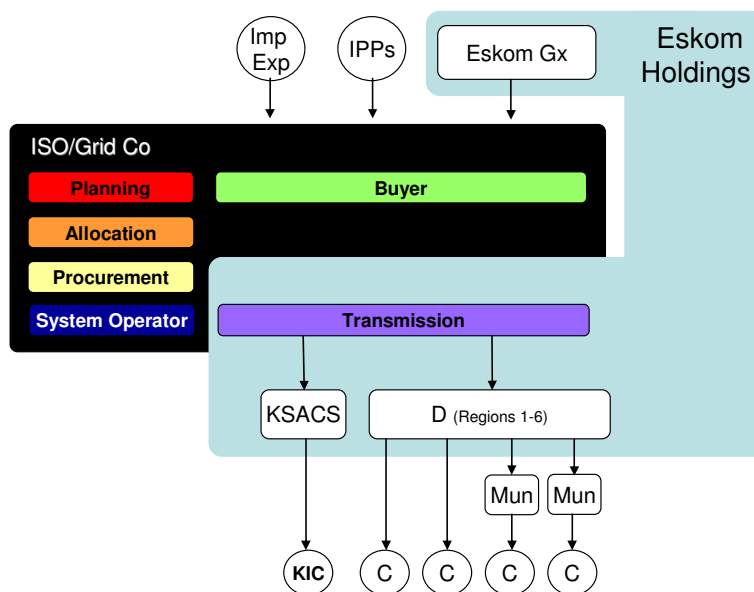 Imp
Exp
IPPs
Eskom Gx
Eskom
Holdings
ISO/Grid Co
Planning
Buyer
Allocation
Procurement
System Operator
Transmission
KSACS
D (Regions 1-6)
Mun
Mun
KIC
C
C
C
C